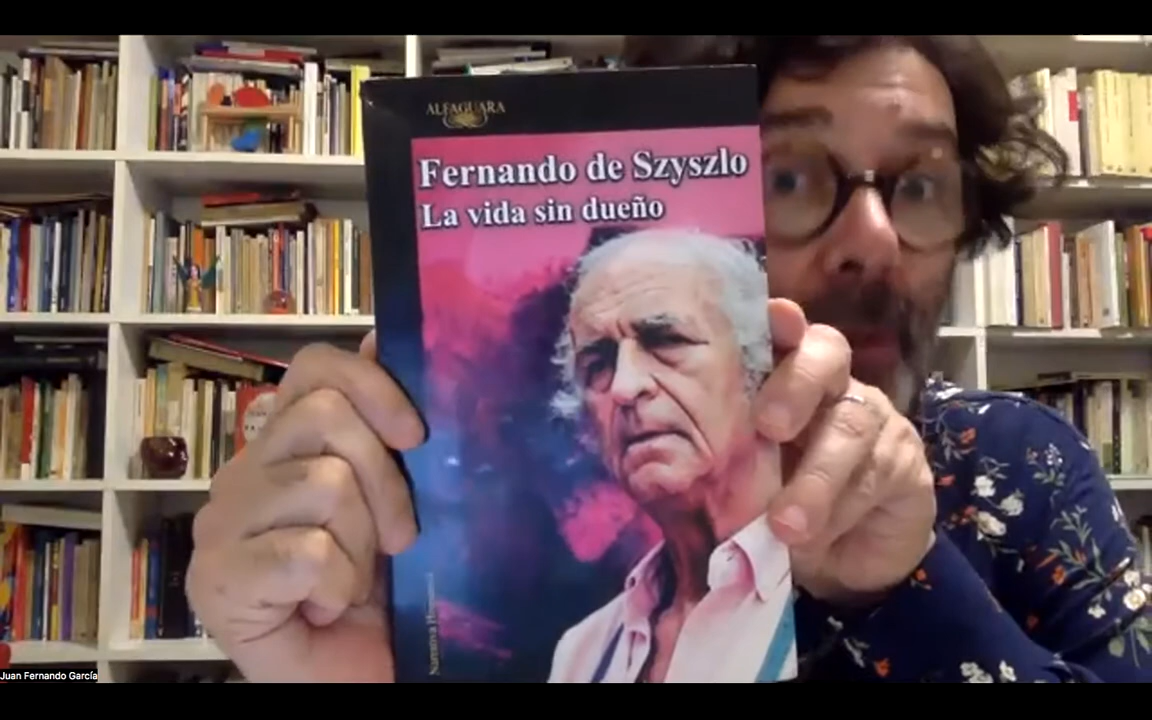 ALFAGUARA
Fernando de Szyszlo
La vida sin dueño
Narrativa Hispánica
Juan Fernando García